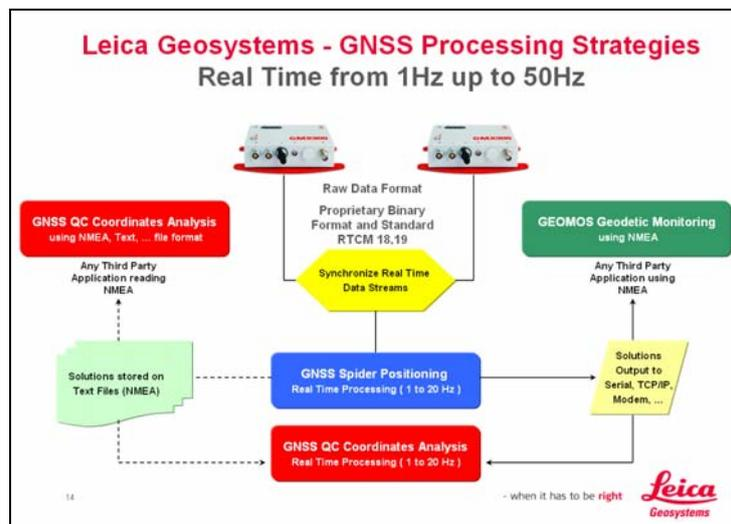 Leica Geosystems - GNSS Processing Strategies
Real Time from 1Hz up to 50Hz
Raw Data Format
Proprietary Binary
Format and Standard
RTCM 18,19
GNSS QC Coordinates Analysis
using NMEA, Text, ... file format
GEOMOS Geodetic Monitoring
using NMEA
Any Third Party
Application reading
NMEA
Synchronize Real Time
Data Streams
Any Third Party
Application using
NMEA
Solutions stored on
Text Files (NMEA)
GNSS Spider Positioning
Real Time Processing ( 1 to 20 Hz )
Solutions
Output to
Serial, TCP/IP,
Modem, ...
GNSS QC Coordinates Analysis
Real Time Processing ( 1 to 20 Hz )
14
- when it has to be right
Leica
Geosystems